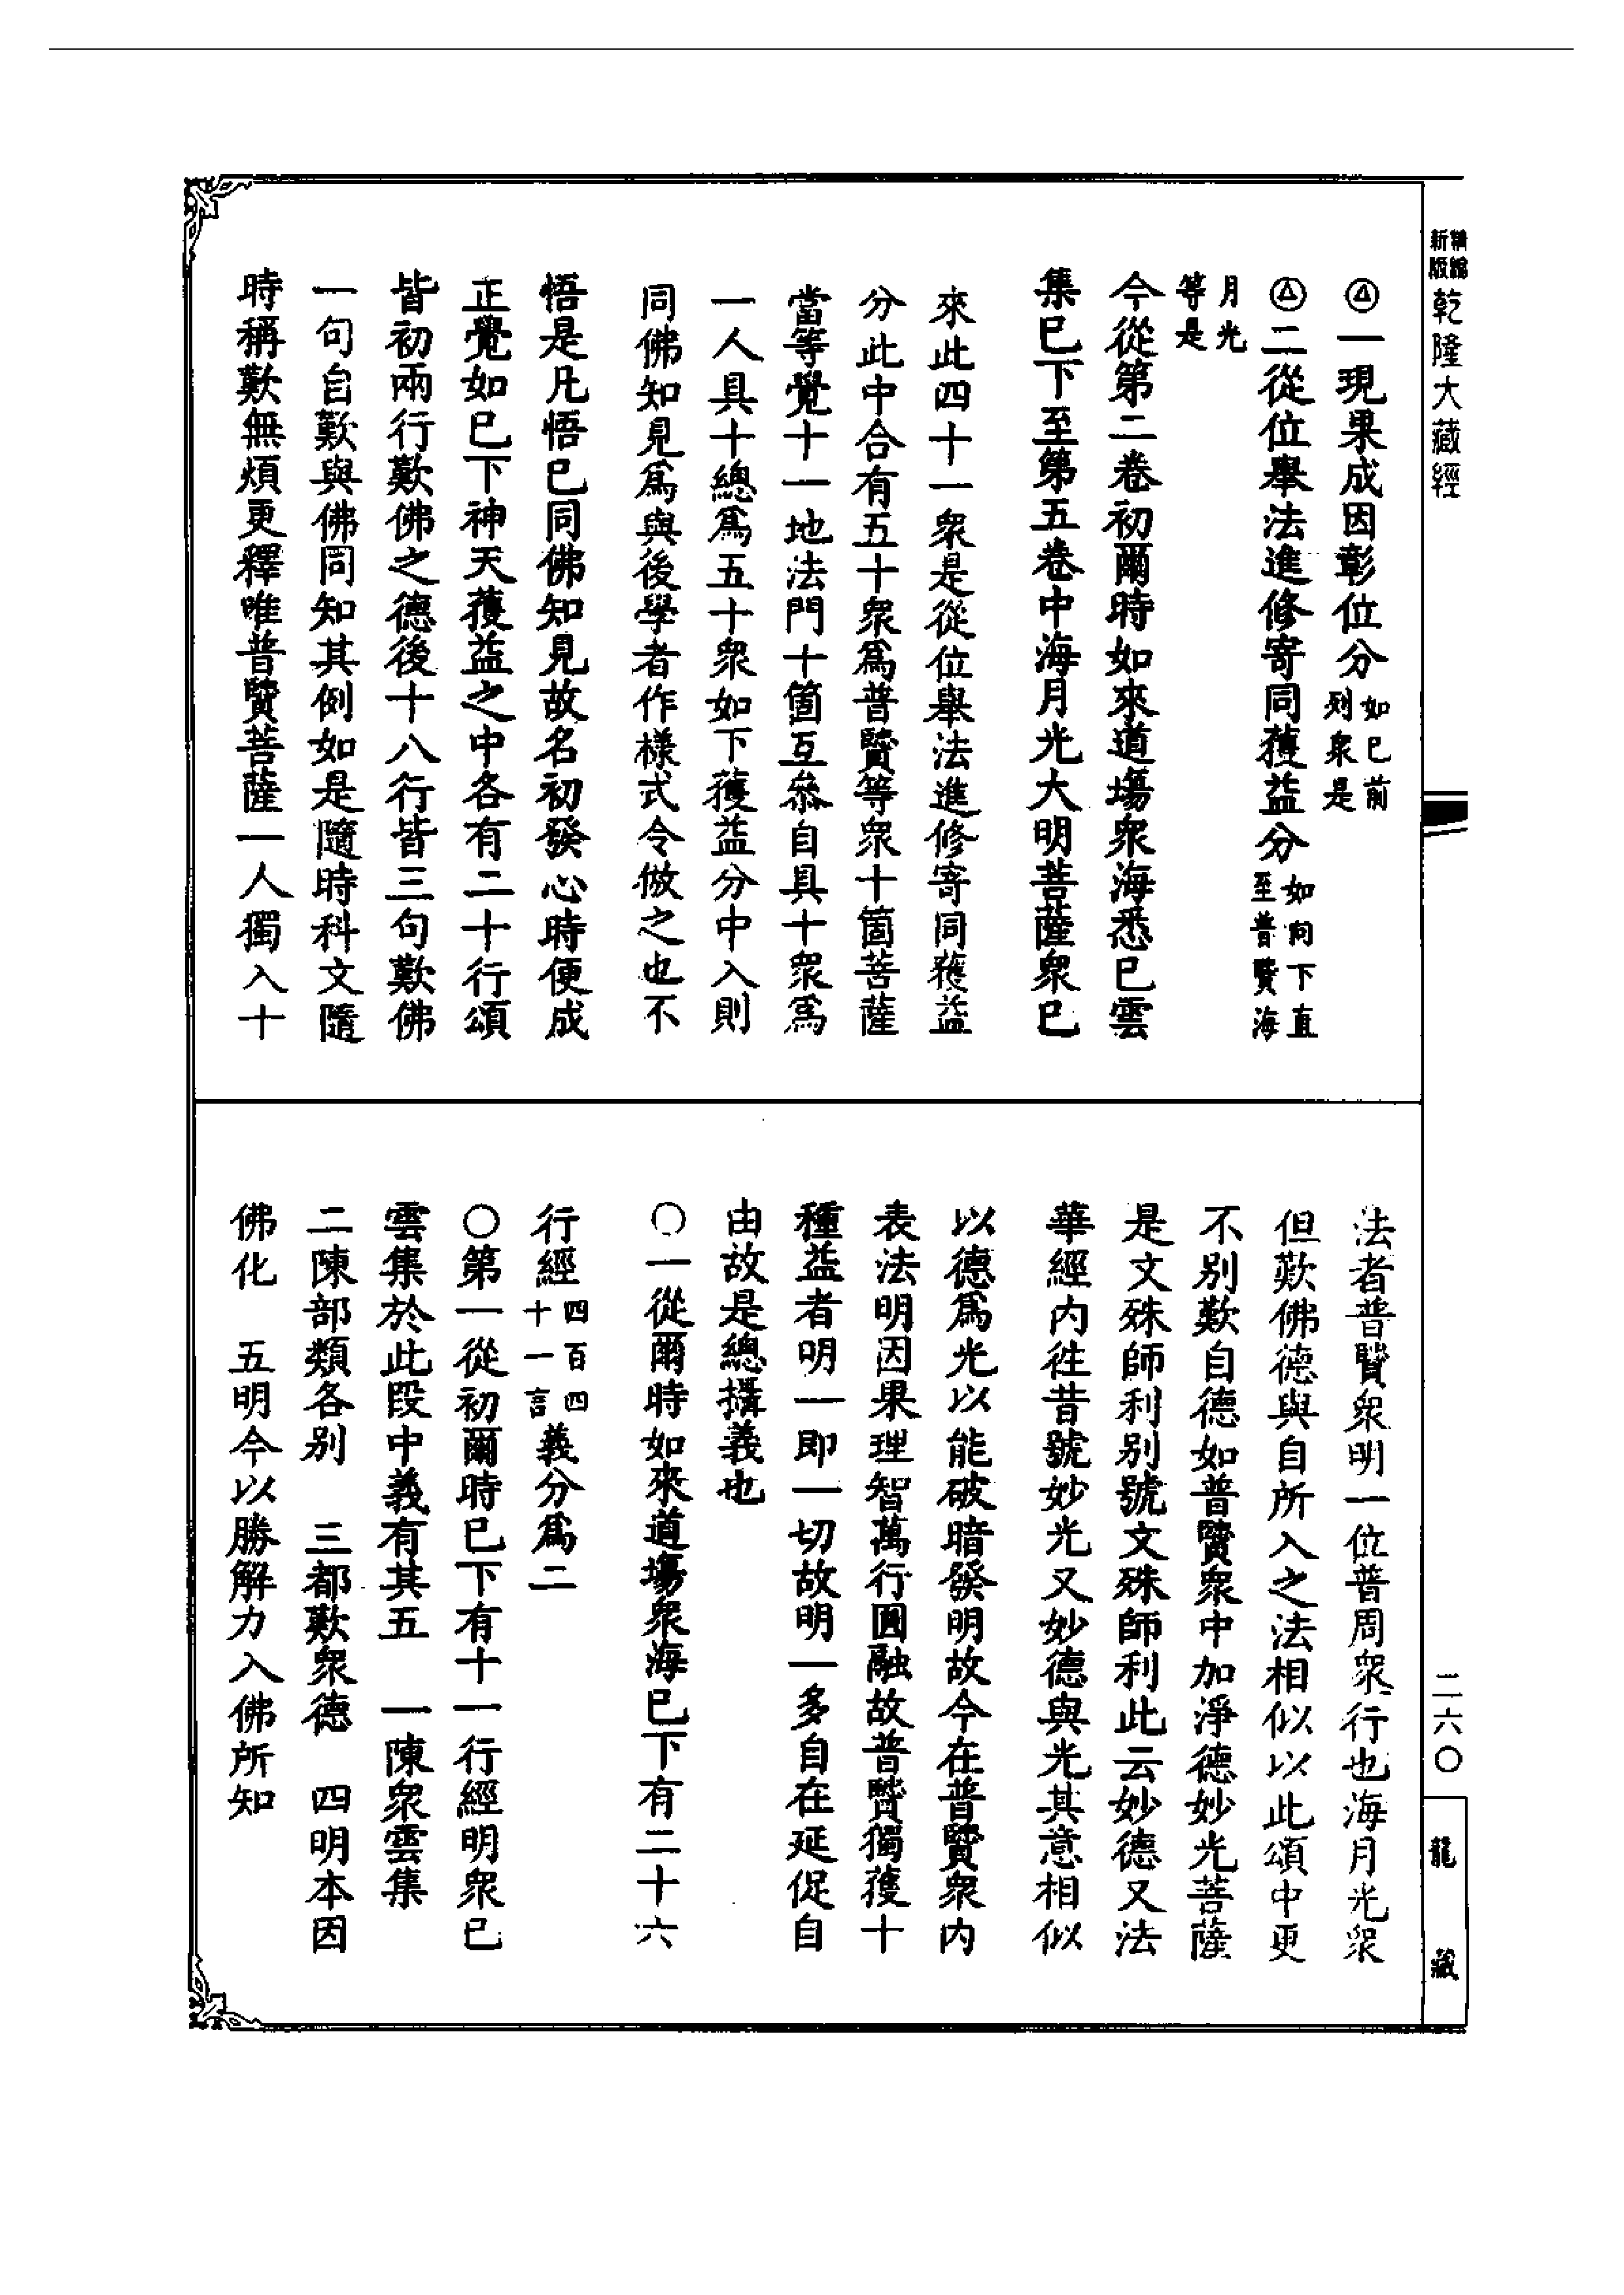 精編
新版
乾隆大藏經
㊣一現果成因彰位分如已前列衆是
㊣二從位舉法進修寄同獲益分如向下直至普賢海
月光等是
今從第二卷初爾時如來道場衆海悉已雲
集已下至第五卷中海月光大明菩薩衆已
來此四十一衆是從位舉法進修寄同獲益
分此中合有五十衆爲普賢等衆十箇菩薩
當等覺十一地法門十箇互叅自具十衆爲
一人具十總爲五十衆如下獲益分中入則
同佛知見爲與後學者作樣式令倣之也不
悟是凡悟已同佛知見故名初發心時便成
正覺如已下神天獲益之中各有二十行頌
皆初兩行歎佛之德後十八行皆三句歎佛
一句自歎與佛同知其例如是隨時科文隨
時稱歎無煩更釋唯普賢菩薩一人獨入十
法者普賢衆明一位普周衆行也海月光衆
但歎佛德與自所入之法相似以此頌中更
不別歎自德如普賢衆中加淨德妙光菩薩
是文殊師利別號文殊師利此云妙德又法
華經內徃昔號妙光又妙德與光其意相似
以德爲光以能破暗發明故今在普賢衆內
表法明因果理智萬行圓融故普賢獨獲十
種益者明一即一切故明一多自在延促自
由故是總攝義也
○一從爾時如來道場衆海已下有二十六
行經四百四十一言義分爲二
○第一從初爾時已下有十一行經明衆已
雲集於此段中義有其五　一陳衆雲集
二陳部類各別　三都歎衆德　四明本因
佛化　五明今以勝解力入佛所知
二六〇
龍藏